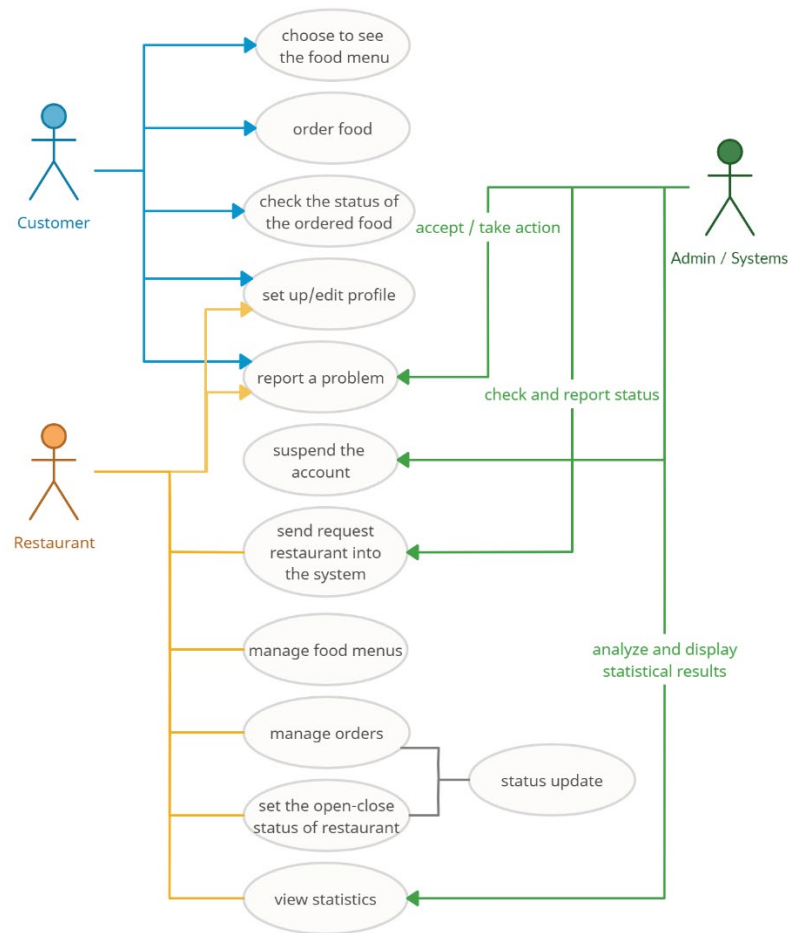 choose to see
the food menu
order food
Customer
check the status of
the ordered food
accept / take action
Admin / Systems
set up/edit profile
report a problem
check and report status
Restaurant
suspend the
account
send request
restaurant into
the system
manage food menus
analyze and display
statistical results
manage orders
status update
set the open-close
status of restaurant
view statistics